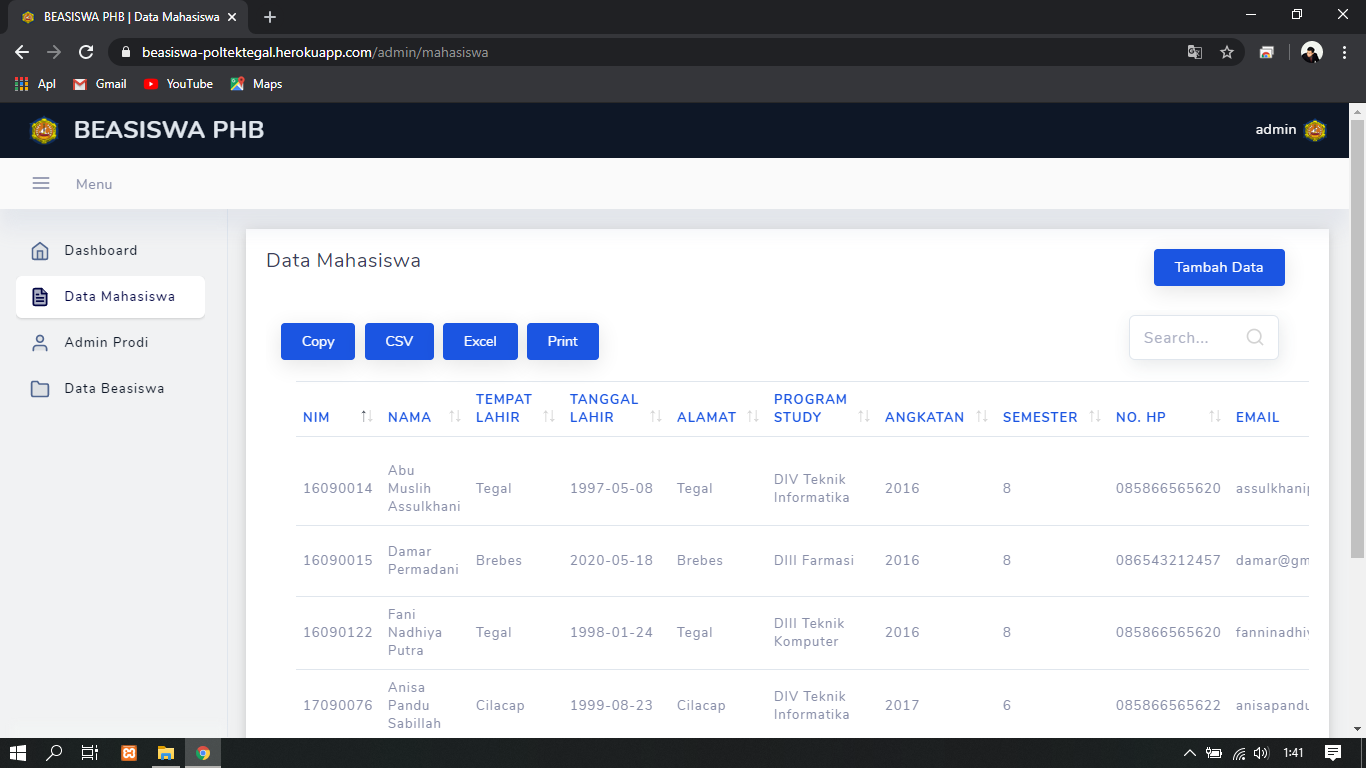 BEASISWA PHB | Data Mahasiswa
beasiswa-poltektegal.herokuapp.com/admin/mahasiswa
Apl Gmail YouTube Maps
BEASISWA PHB admin
Menu
Dashboard
Data Mahasiswa
Admin Prodi
Data Beasiswa
Data Mahasiswa
Tambah Data
Copy CSV Excel Print
Search...
NIM NAMA TEMPAT LAHIR TANGGAL LAHIR ALAMAT PROGRAM STUDY ANGKATAN SEMESTER NO. HP EMAIL
16090014 Abu Muslih Assulkhani Tegal 1997-05-08 Tegal DIV Teknik Informatika 2016 8 085866565620 assulkhani
16090015 Damar Permadani Brebes 2020-05-18 Brebes DIII Farmasi 2016 8 086543212457 damar@gm
16090122 Fani Nadhiya Putra Tegal 1998-01-24 Tegal DIII Teknik Komputer 2016 8 085866565620 fanninadhi
17090076 Anisa Pandu Sabillah Cilacap 1999-08-23 Cilacap DIV Teknik Informatika 2017 6 085866565622 anisapandu
1:41